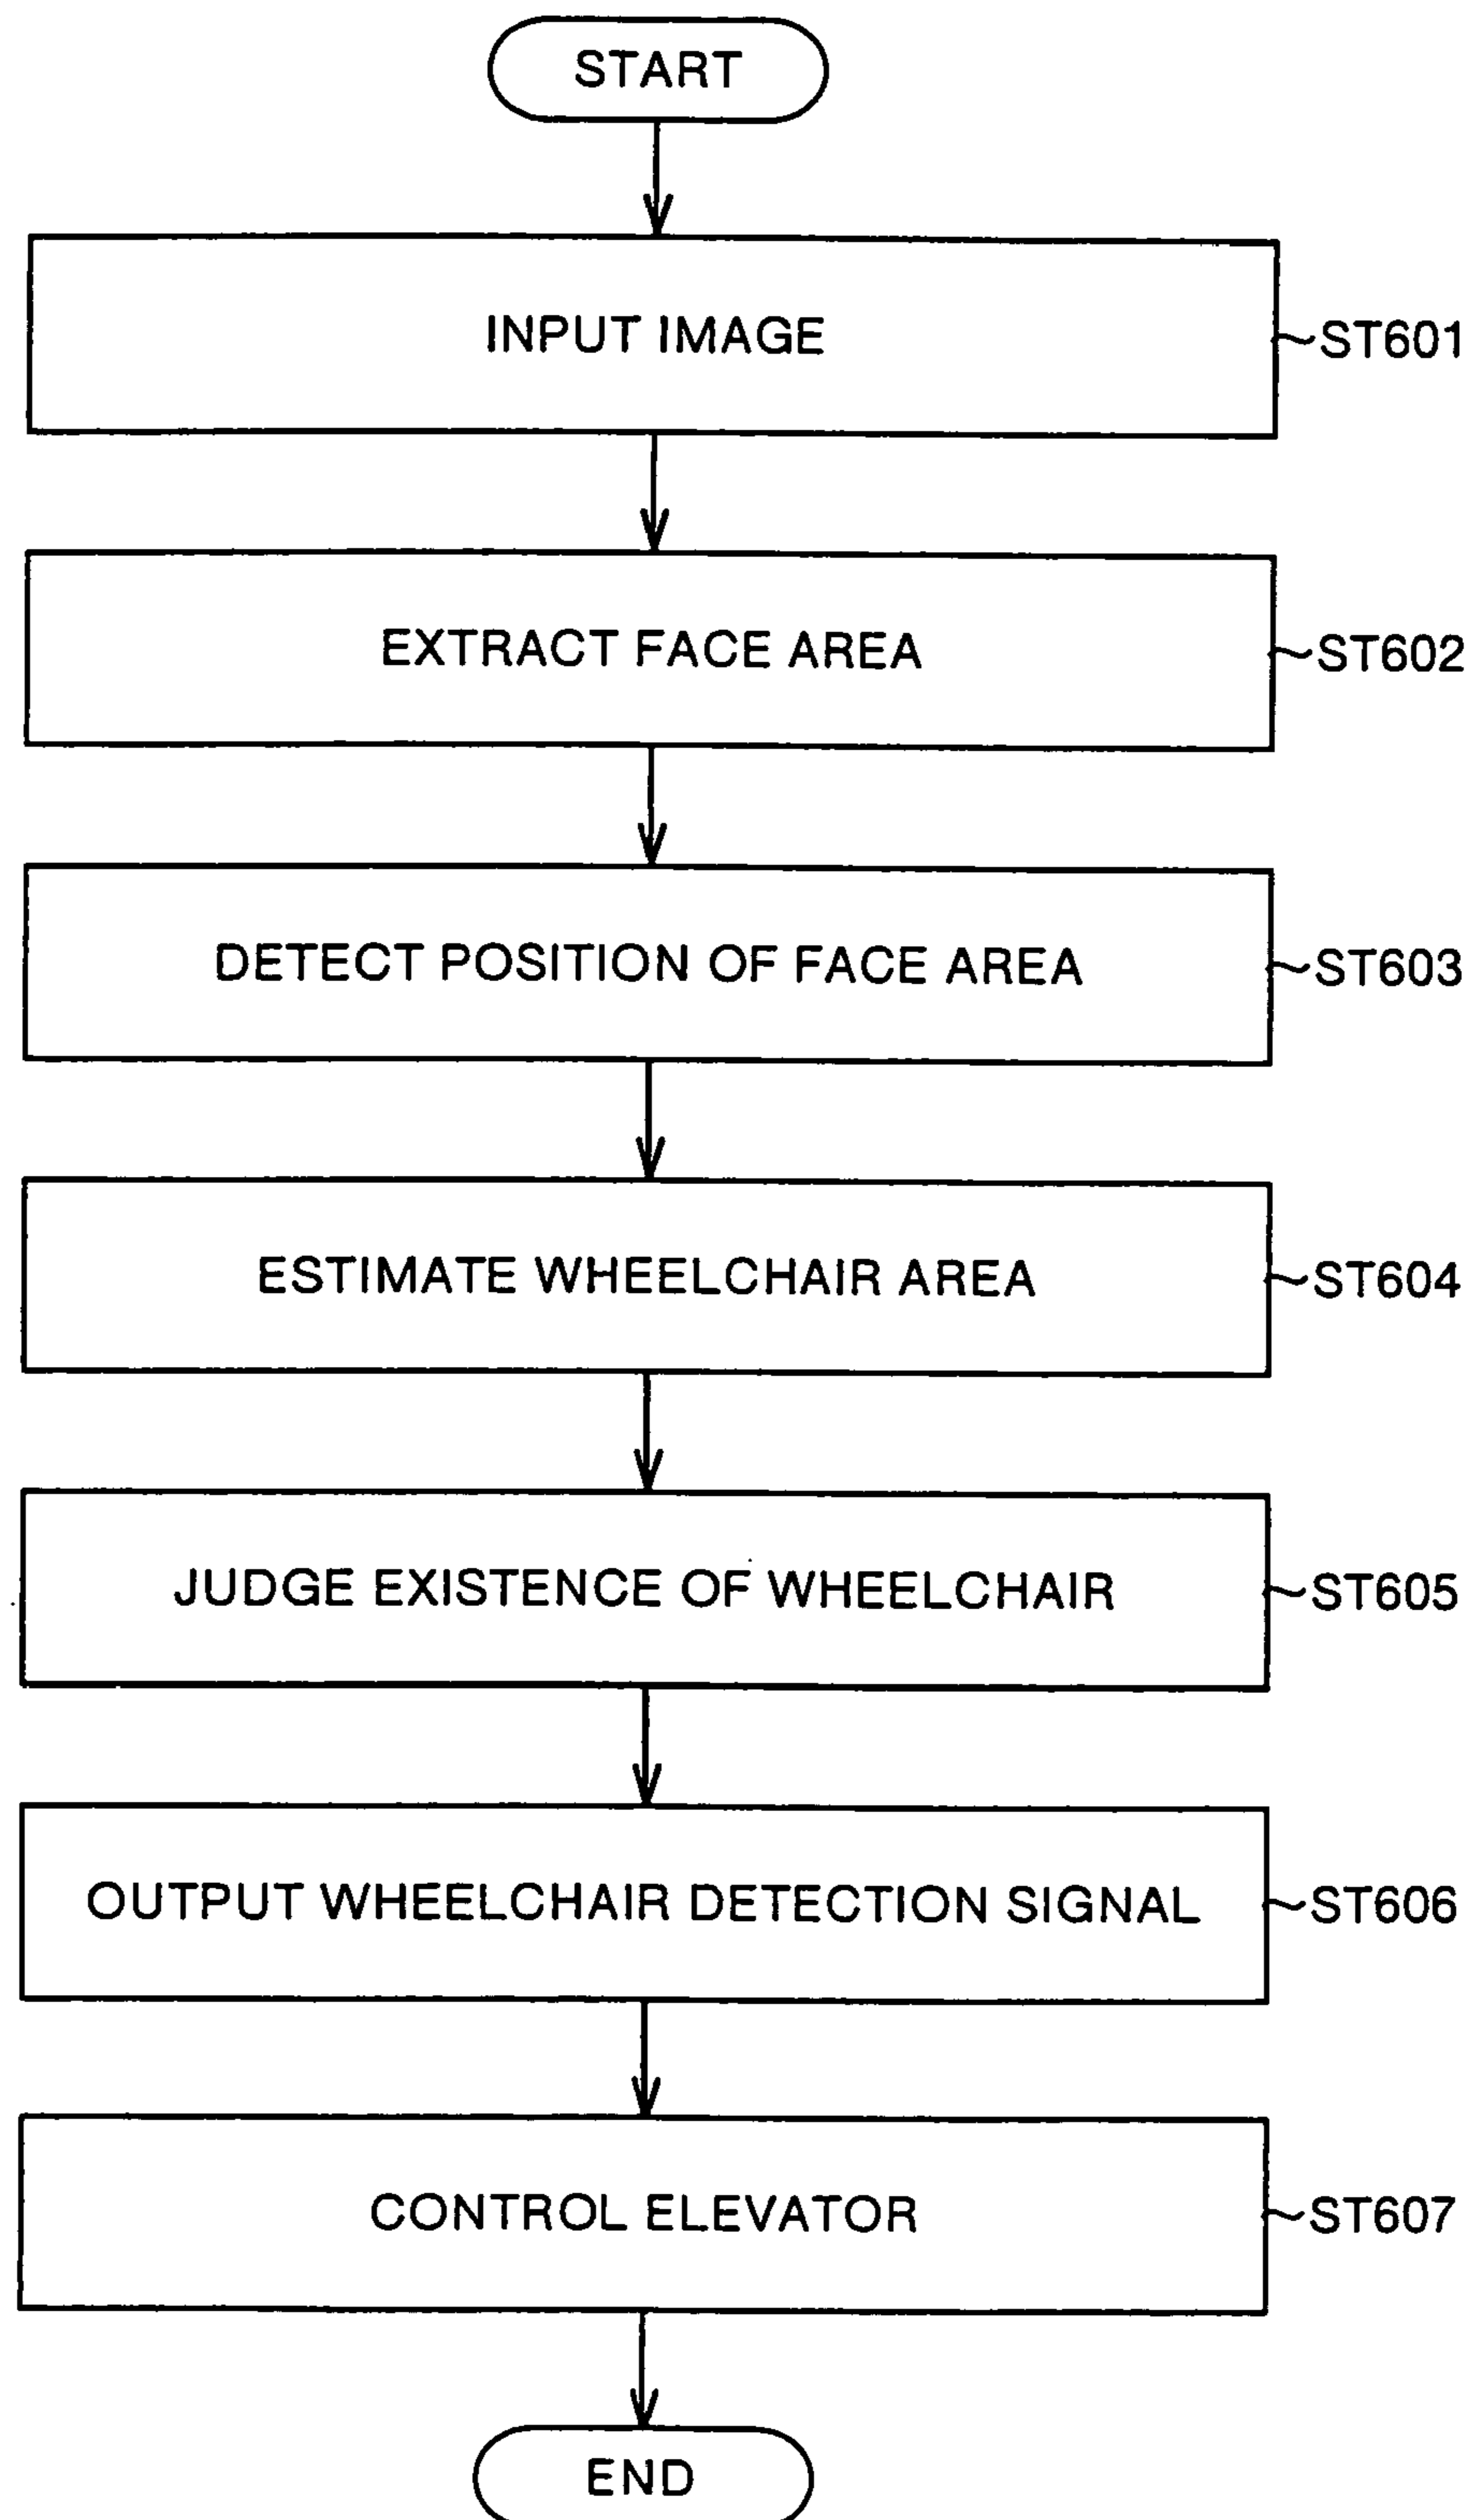 START
INPUT IMAGE
ST601
EXTRACT FACE AREA
ST602
DETECT POSITION OF FACE AREA
ST603
ESTIMATE WHEELCHAIR AREA
ST604
JUDGE EXISTENCE OF WHEELCHAIR
ST605
OUTPUT WHEELCHAIR DETECTION SIGNAL
ST606
CONTROL ELEVATOR
ST607
END